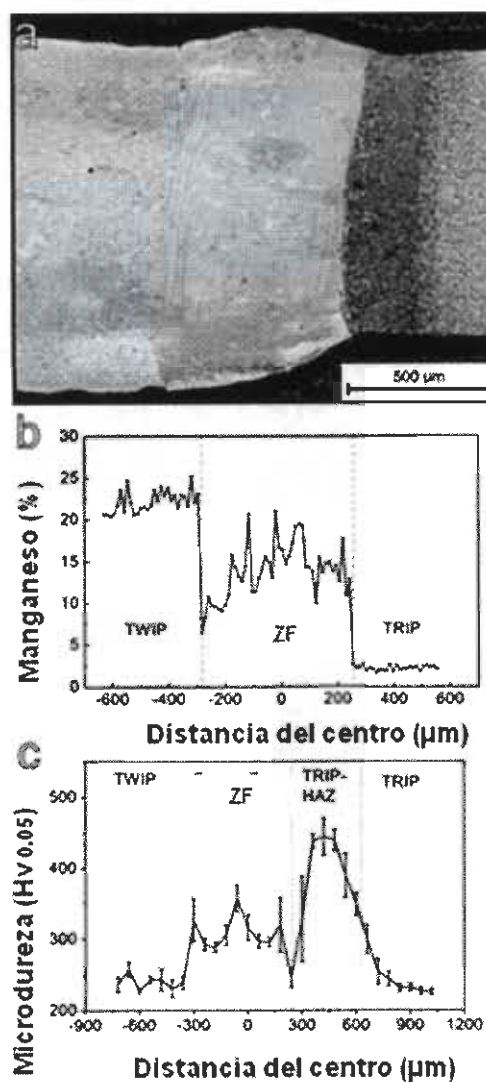 a
500 µm
b
Manganeso (%)
30
25
20
15
10
5
0
TWIP
ZF
TRIP
-600 -400 -200 0 200 400 600
Distancia del centro (µm)
c
Microdureza (Hv 0.05)
500
450
300
200
TWIP
ZF
TRIP-
HAZ
TRIP
-900 -600 -300 0 300 600 900 1200
Distancia del centro (µm)